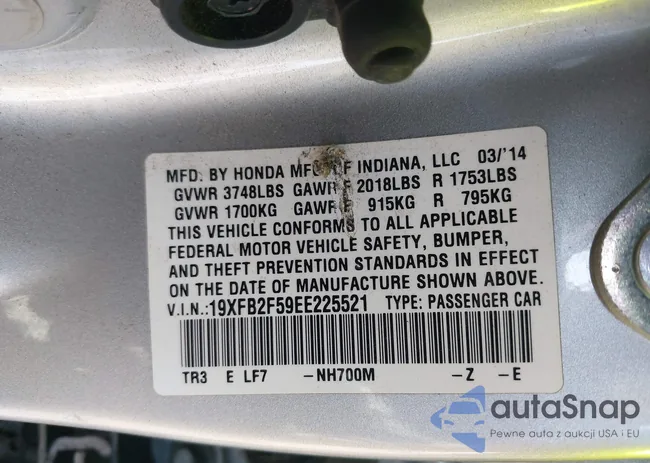 MFD. BY HONDA MFG OF INDIANA, LLC 03/'14
GVWR 3748LBS GAWR F 2018LBS R 1753LBS
GVWR 1700KG GAWR F 915KG R 795KG
THIS VEHICLE CONFORMS TO ALL APPLICABLE
FEDERAL MOTOR VEHICLE SAFETY, BUMPER,
AND THEFT PREVENTION STANDARDS IN EFFECT
ON THE DATE OF MANUFACTURE SHOWN ABOVE.
V.I.N.:19XFB2F59EE225521 TYPE: PASSENGER CAR
TR3 E LF7 -NH700M -Z -E
autaSnap
Pewne auta z aukcji USA i EU